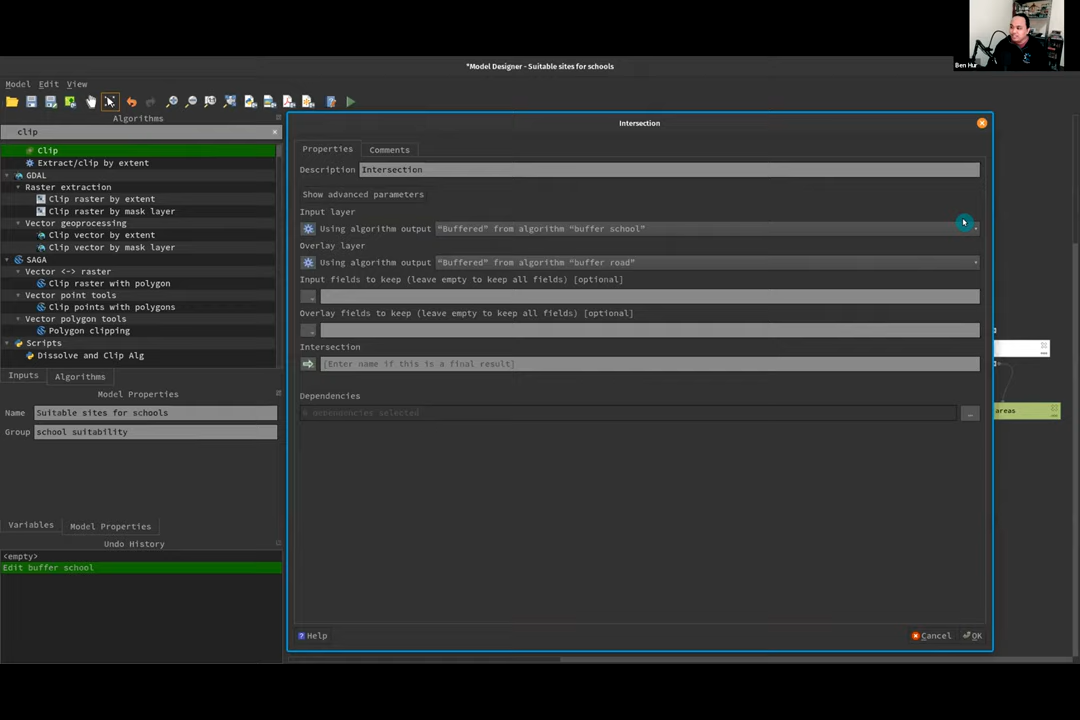 Ben Hur
*Model Designer - Suitable sites for schools
Model Edit View
Algorithms
clip
Clip
Extract/clip by extent
GDAL
Raster extraction
Clip raster by extent
Clip raster by mask layer
Vector geoprocessing
Clip vector by extent
Clip vector by mask layer
SAGA
Vector <-> raster
Clip raster with polygon
Vector point tools
Clip points with polygons
Vector polygon tools
Polygon clipping
Scripts
Dissolve and Clip Alg
Inputs Algorithms
Model Properties
Name Suitable sites for schools
Group school suitability
Variables Model Properties
Undo History
<empty>
Edit buffer school
Intersection
Properties Comments
Description Intersection
Show advanced parameters
Input layer
Using algorithm output "Buffered" from algorithm "buffer school"
Overlay layer
Using algorithm output "Buffered" from algorithm "buffer road"
Input fields to keep (leave empty to keep all fields) [optional]
Overlay fields to keep (leave empty to keep all fields) [optional]
Intersection
[Enter name if this is a final result]
Dependencies
dependencies selected
…
Help
Cancel OK
areas